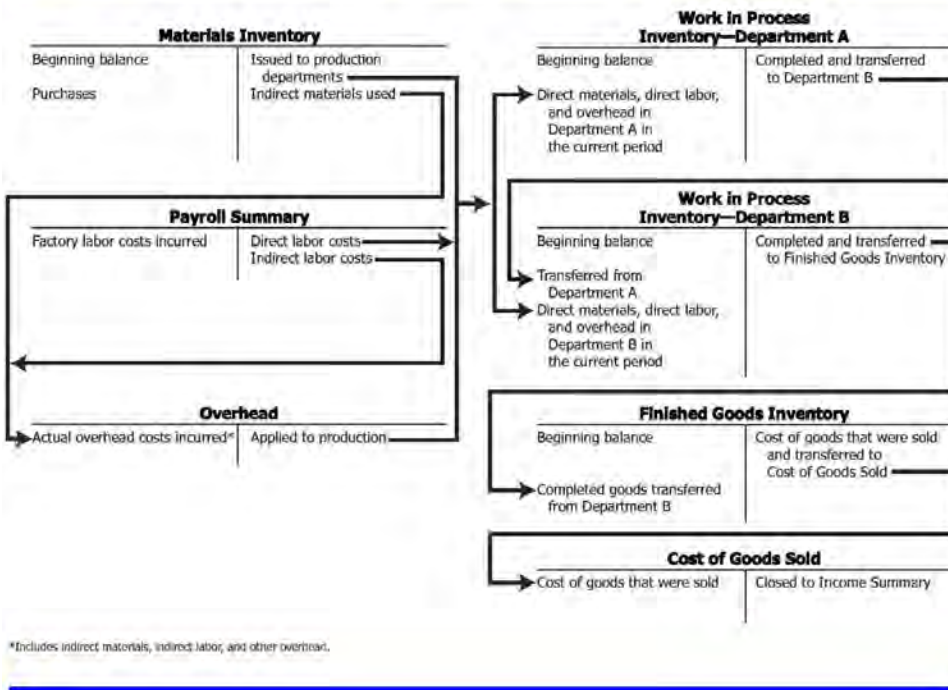 Materials Inventory
Beginning balance
Purchases
Issued to production
departments
Indirect materials used
Payroll Summary
Factory labor costs incurred
Direct labor costs
Indirect labor costs
Overhead
Actual overhead costs incurred*
Applied to production
Work in Process
Inventory—Department A
Beginning balance
Direct materials, direct labor,
and overhead in
Department A in
the current period
Completed and transferred
to Department B
Work in Process
Inventory—Department B
Beginning balance
Transferred from
Department A
Direct materials, direct labor,
and overhead in
Department B in
the current period
Completed and transferred
to Finished Goods Inventory
Finished Goods Inventory
Beginning balance
Completed goods transferred
from Department B
Cost of goods that were sold
and transferred to
Cost of Goods Sold
Cost of Goods Sold
Cost of goods that were sold
Closed to Income Summary
*Includes indirect materials, indirect labor, and other overhead.